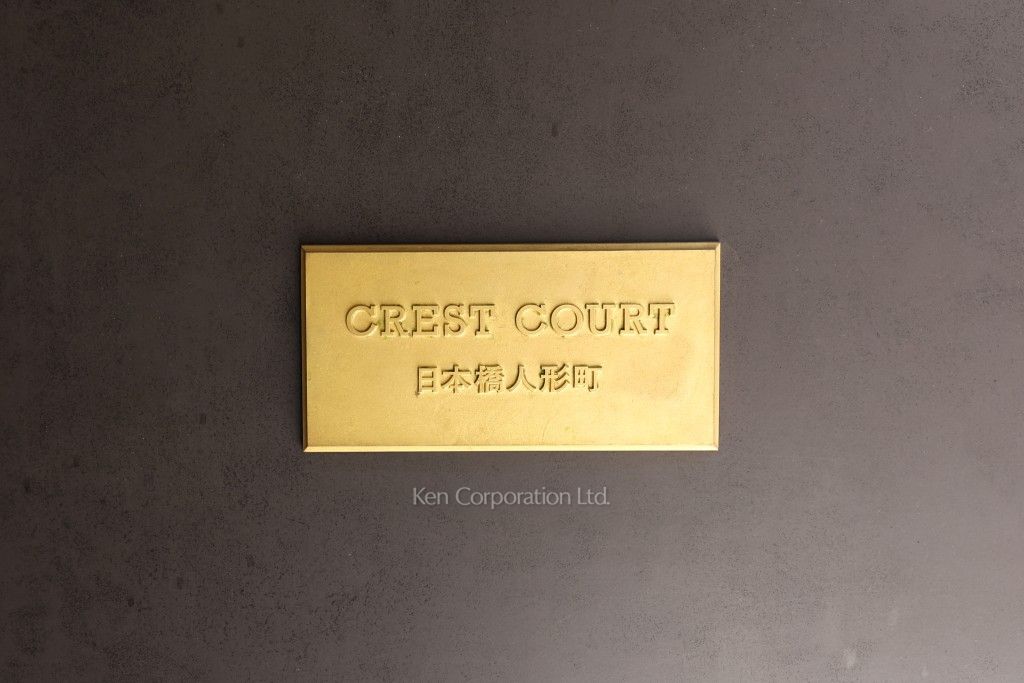 CREST COURT
日本橋人形町
Ken Corporation Ltd.